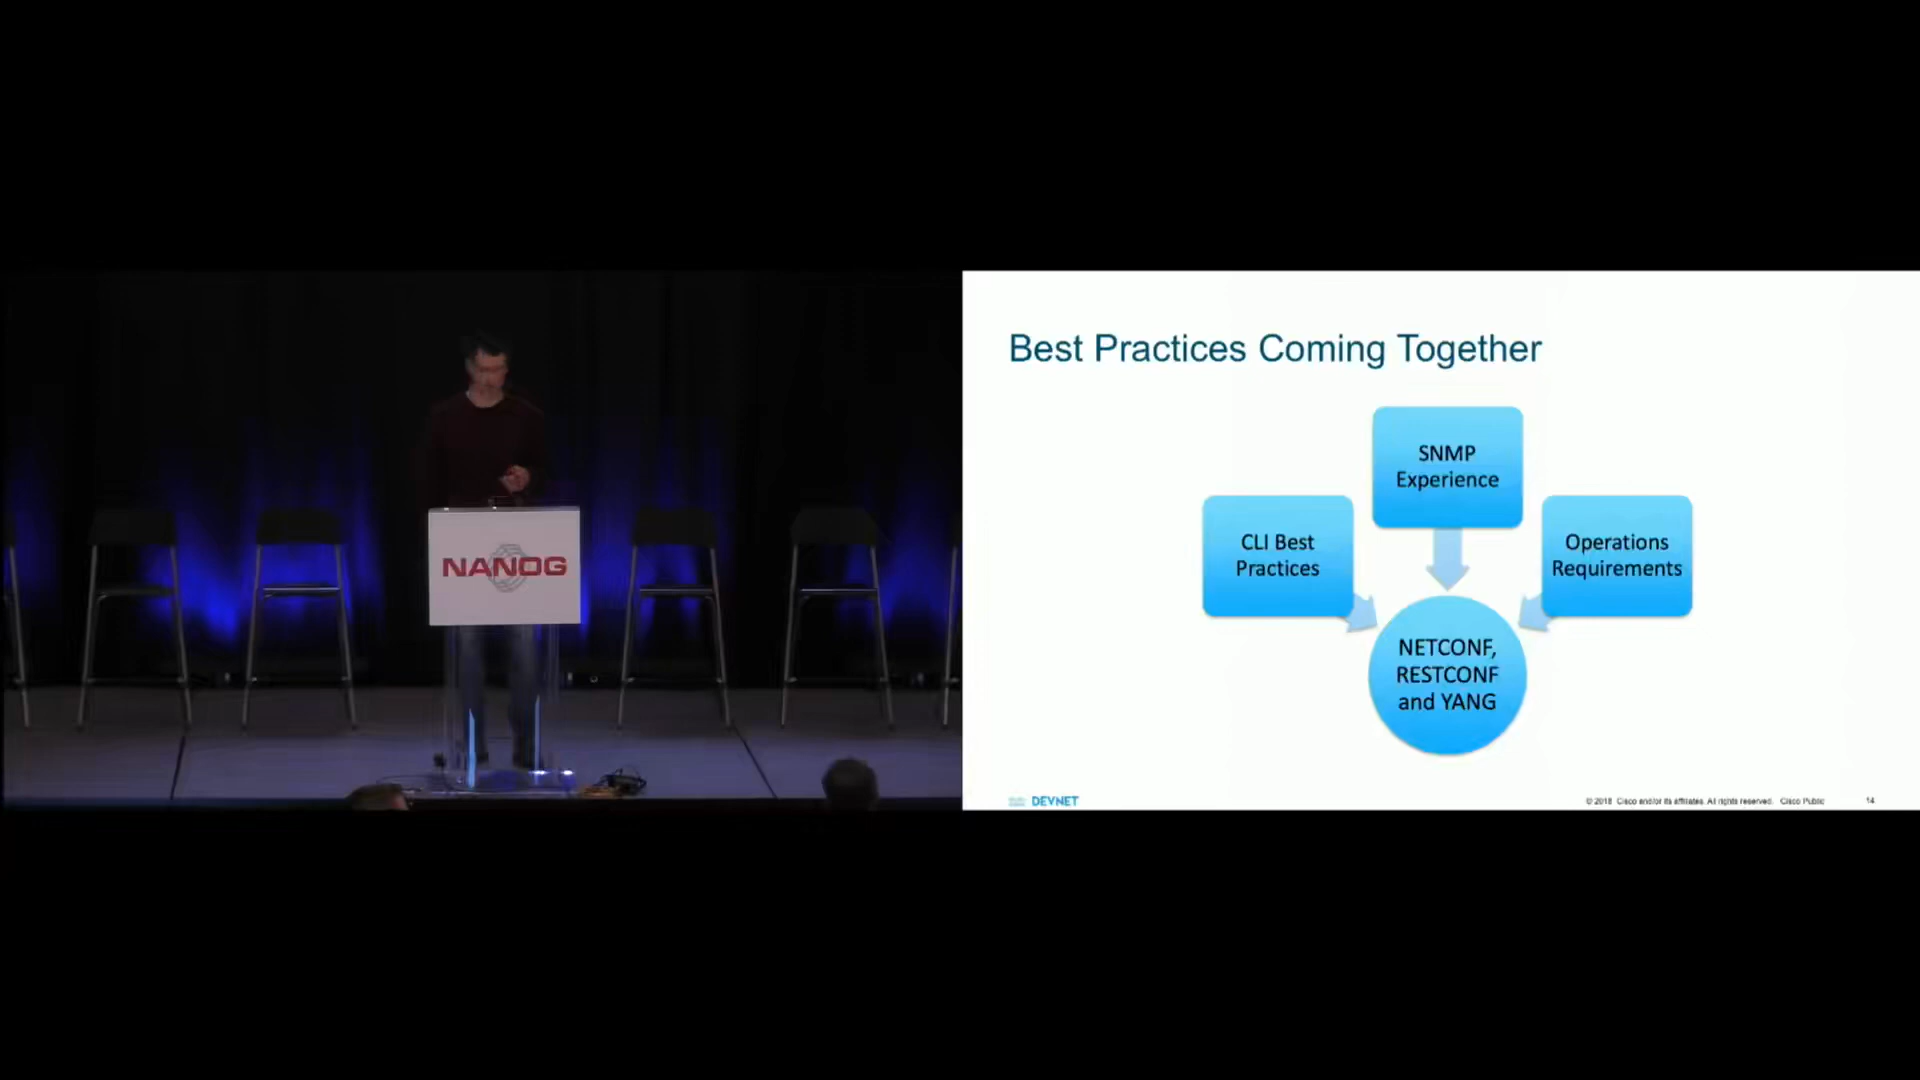 NANOG
Best Practices Coming Together
SNMP
Experience
CLI Best
Practices
Operations
Requirements
NETCONF,
RESTCONF
and YANG
DEVNET
© 2018 Cisco and/or its affiliates. All rights reserved. Cisco Public
14